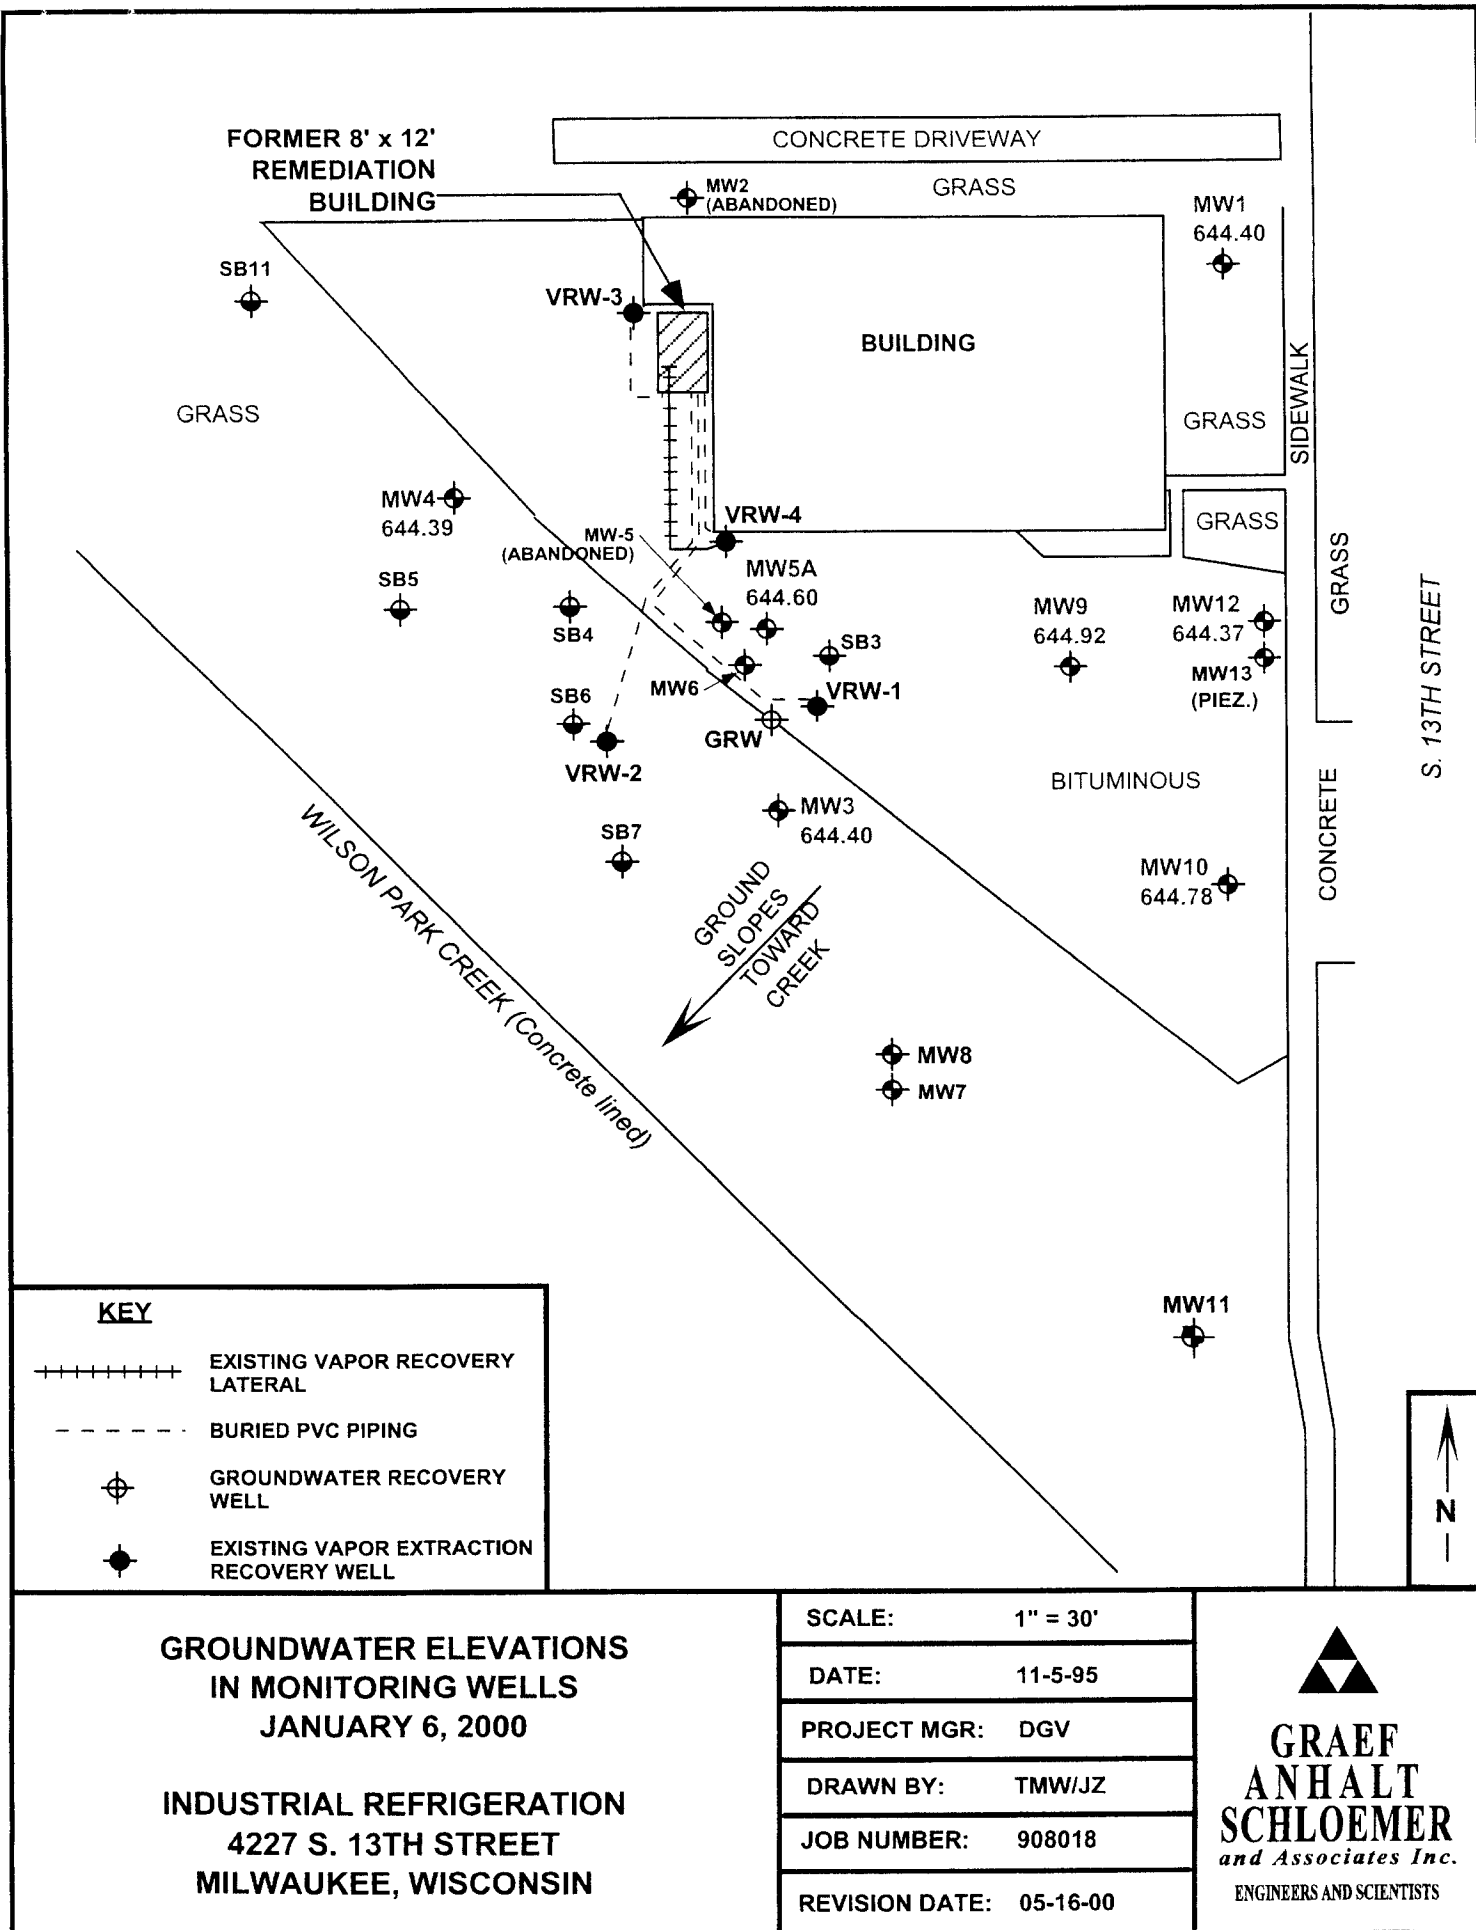 FORMER 8' x 12'
REMEDIATION
BUILDING
CONCRETE DRIVEWAY
MW2
(ABANDONED)
GRASS
MW1
644.40
SB11
VRW-3
BUILDING
SIDEWALK
GRASS
GRASS
MW4
644.39
VRW-4
MW-5
(ABANDONED)
GRASS
MW5A
644.60
SB5
SB4
SB3
MW9
644.92
MW12
644.37
MW13
(PIEZ.)
GRASS
S. 13TH STREET
MW6
VRW-1
SB6
GRW
VRW-2
BITUMINOUS
MW3
644.40
SB7
CONCRETE
MW10
644.78
GROUND
SLOPES
TOWARD
CREEK
WILSON PARK CREEK (Concrete lined)
MW8
MW7
MW11
KEY
EXISTING VAPOR RECOVERY
LATERAL
BURIED PVC PIPING
GROUNDWATER RECOVERY
WELL
EXISTING VAPOR EXTRACTION
RECOVERY WELL
N
GROUNDWATER ELEVATIONS
IN MONITORING WELLS
JANUARY 6, 2000
INDUSTRIAL REFRIGERATION
4227 S. 13TH STREET
MILWAUKEE, WISCONSIN
SCALE: 1" = 30'
DATE: 11-5-95
PROJECT MGR: DGV
DRAWN BY: TMW/JZ
JOB NUMBER: 908018
REVISION DATE: 05-16-00
GRAEF
ANHALT
SCHLOEMER
and Associates Inc.
ENGINEERS AND SCIENTISTS